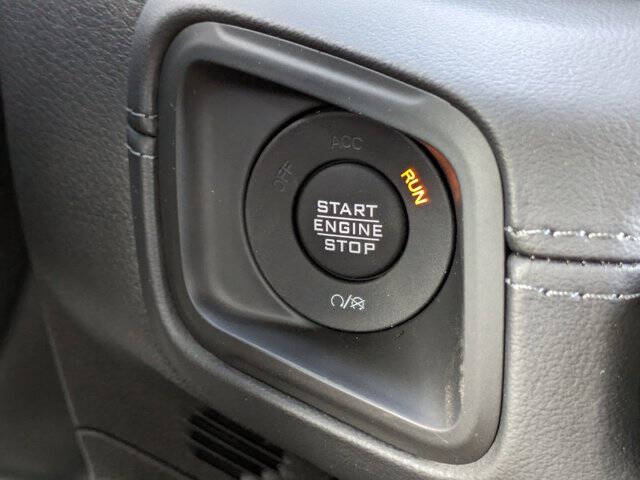 OFF
ACC
RUN
START
ENGINE
STOP